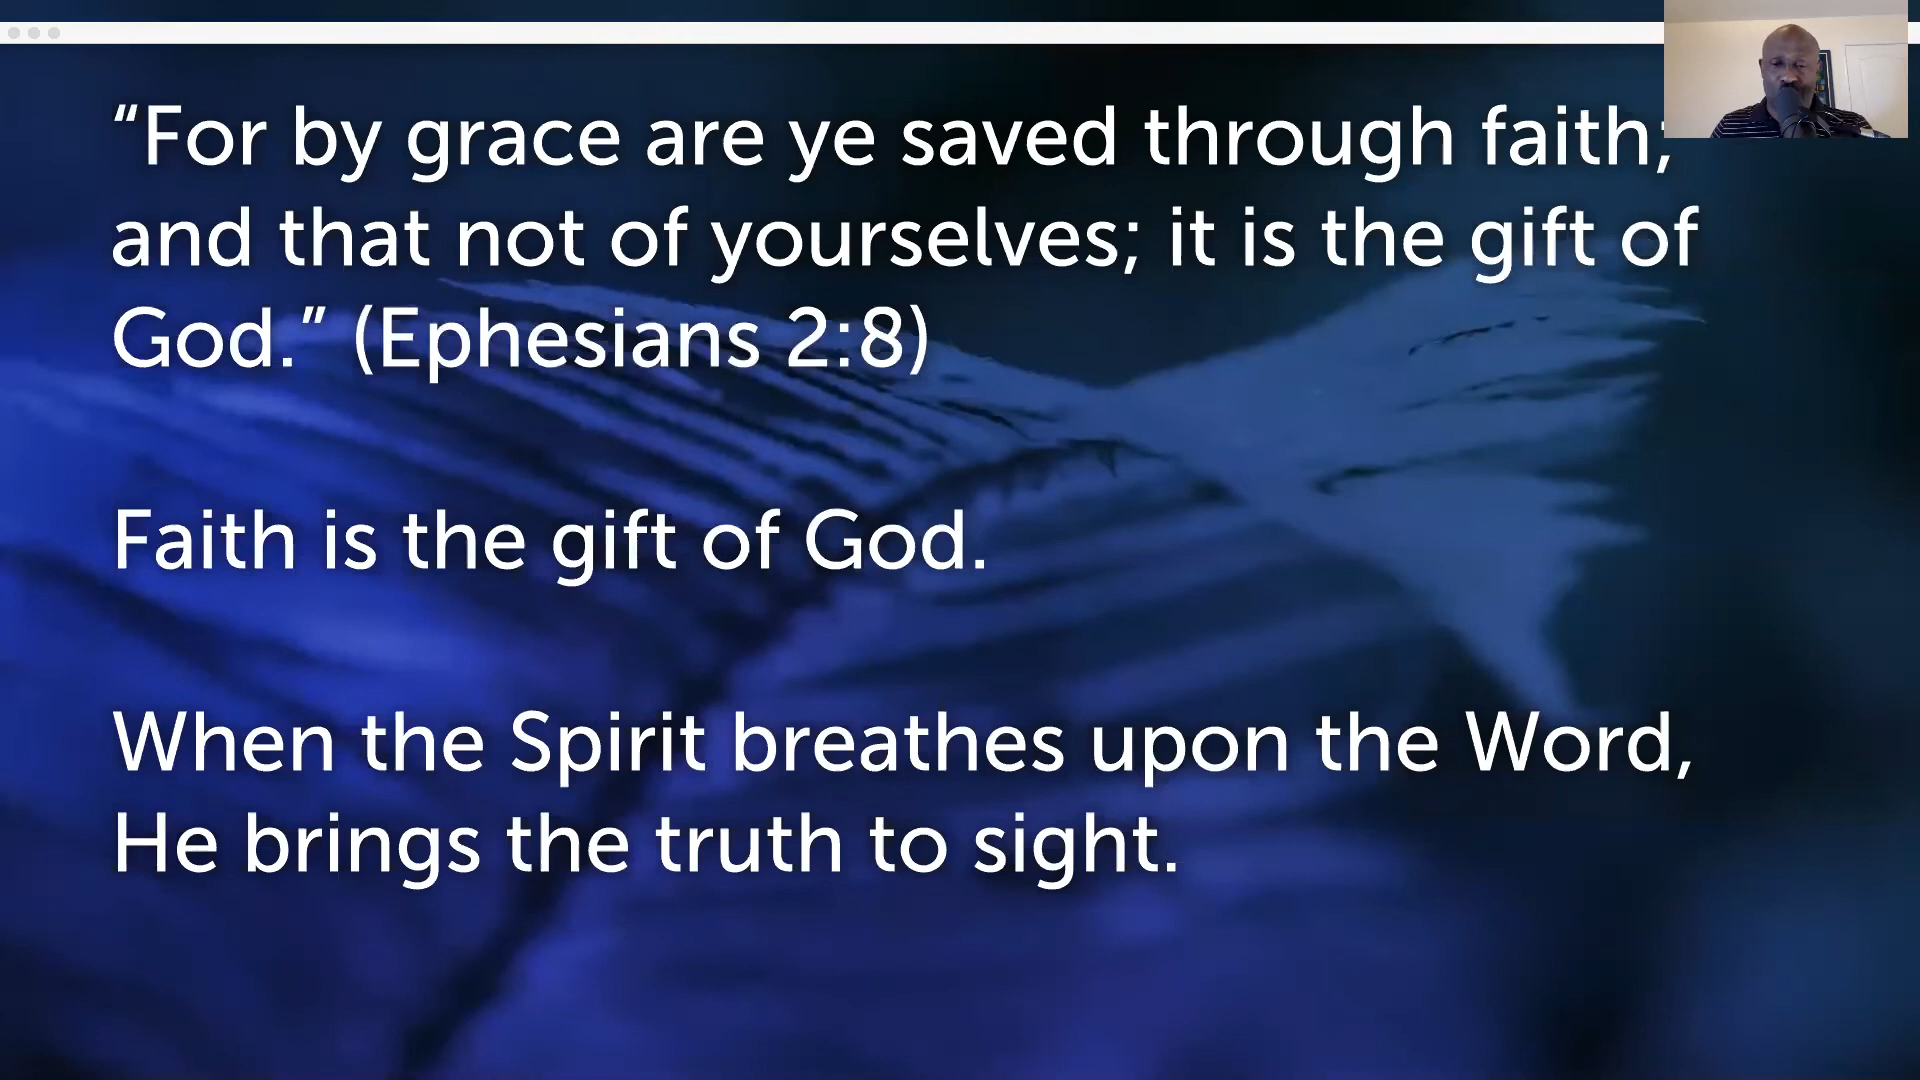 “For by grace are ye saved through faith;
and that not of yourselves; it is the gift of
God.” (Ephesians 2:8)
Faith is the gift of God.
When the Spirit breathes upon the Word,
He brings the truth to sight.